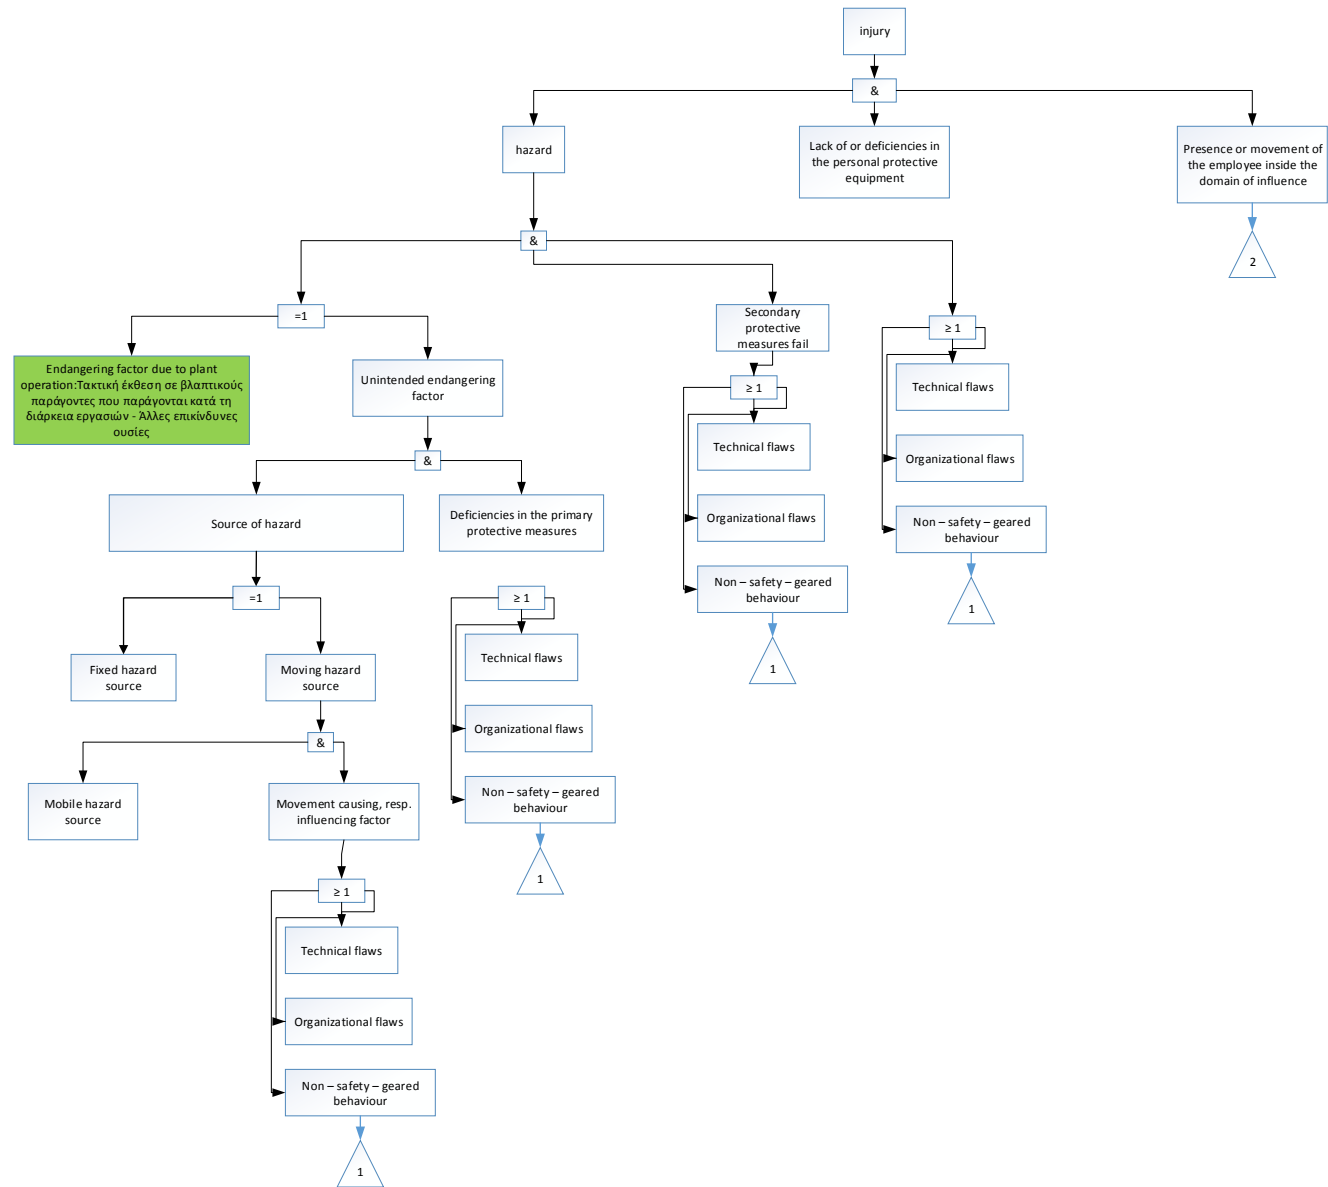 injury
&
hazard
Lack of or deficiencies in
the personal protective
equipment
Presence or movement of
the employee inside the
domain of influence
&
2
=1
Secondary
protective
measures fail
≥ 1
Endangering factor due to plant
operation:Τακτική έκθεση σε βλαπτικούς
παράγοντες που παράγονται κατά τη
διάρκεια εργασιών - Άλλες επικίνδυνες
ουσίες
Unintended endangering
factor
≥ 1
Technical flaws
Technical flaws
Organizational flaws
&
Source of hazard
Deficiencies in the primary
protective measures
Organizational flaws
Non – safety – geared
behaviour
Non – safety – geared
behaviour
1
1
=1
≥ 1
Fixed hazard
source
Moving hazard
source
Technical flaws
Organizational flaws
&
Mobile hazard
source
Movement causing, resp.
influencing factor
Non – safety – geared
behaviour
1
≥ 1
Technical flaws
Organizational flaws
Non – safety – geared
behaviour
1